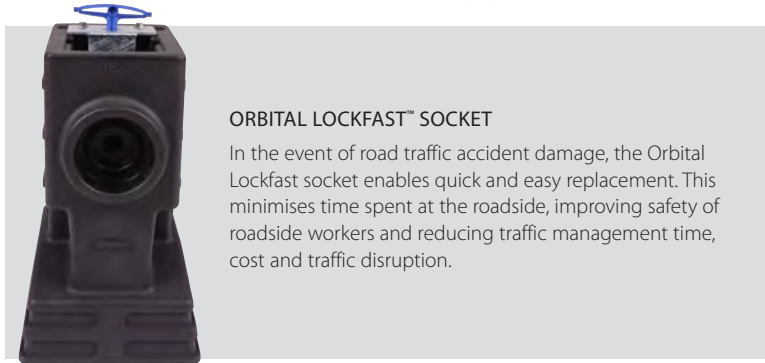 ORBITAL LOCKFAST™ SOCKET
In the event of road traffic accident damage, the Orbital
Lockfast socket enables quick and easy replacement. This
minimises time spent at the roadside, improving safety of
roadside workers and reducing traffic management time,
cost and traffic disruption.